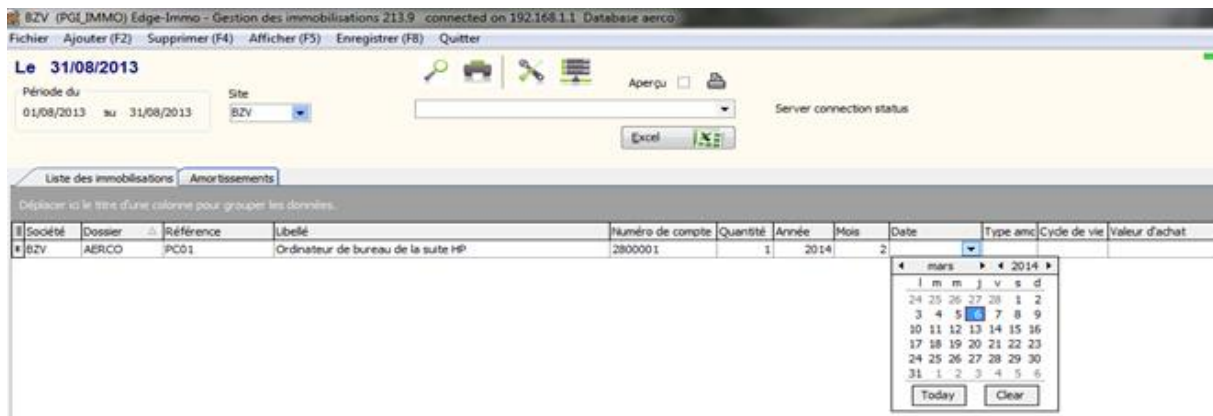 BZV (PGI_IMMO) Edge-Immo - Gestion des immobilisations 213.9 connected on 192.168.1.1 Database aerco
Fichier Ajouter (F2) Supprimer (F4) Afficher (F5) Enregistrer (F8) Quitter
Le 31/08/2013
Période du
01/08/2013 au 31/08/2013
Site
BZV
Aperçu
Server connection status
Excel
Liste des immobilisations Amortissements
Déplacer ici le titre d'une colonne pour grouper les données.
Société Dossier Référence Libellé Numéro de compte Quantité Année Mois Date Type amc Cycle de vie Valeur d'achat
BZV AERCO PC01 Ordinateur de bureau de la suite HP 2800001 1 2014 2
mars 2014
l m m j v s d
24 25 26 27 28 1 2
3 4 5 6 7 8 9
10 11 12 13 14 15 16
17 18 19 20 21 22 23
24 25 26 27 28 29 30
31 1 2 3 4 5 6
Today Clear